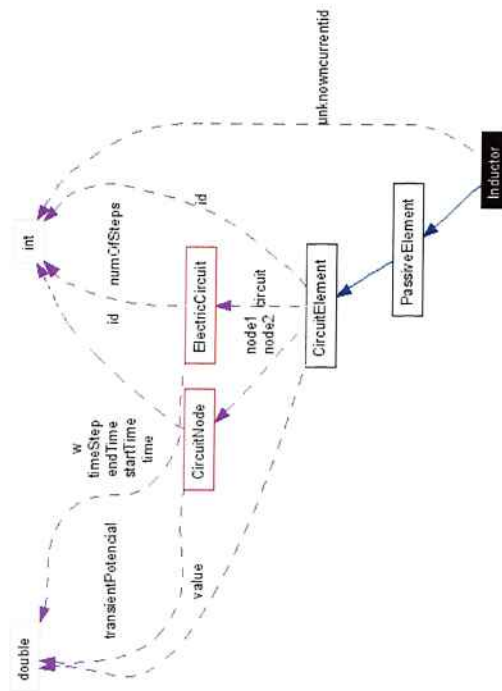 double
int
w
timeStep
endTime
startTime
time
transientPotencial
id
numOfSteps
id
unknowncurrentid
value
CircuitNode
ElectricCircuit
node1
node2
circuit
CircuitElement
PassiveElement
Inductor